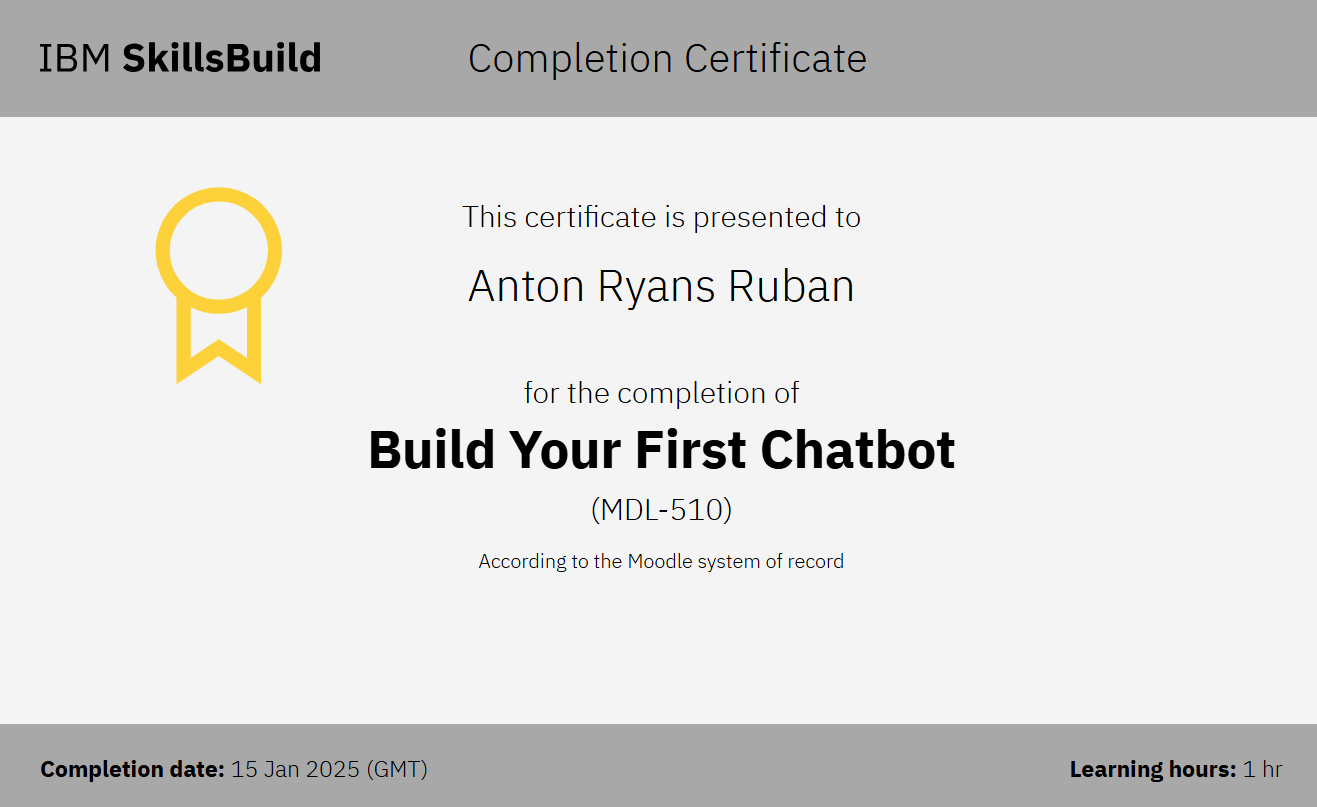 IBM SkillsBuild
Completion Certificate
This certificate is presented to
Anton Ryans Ruban
for the completion of
Build Your First Chatbot
(MDL-510)
According to the Moodle system of record
Completion date: 15 Jan 2025 (GMT)
Learning hours: 1 hr